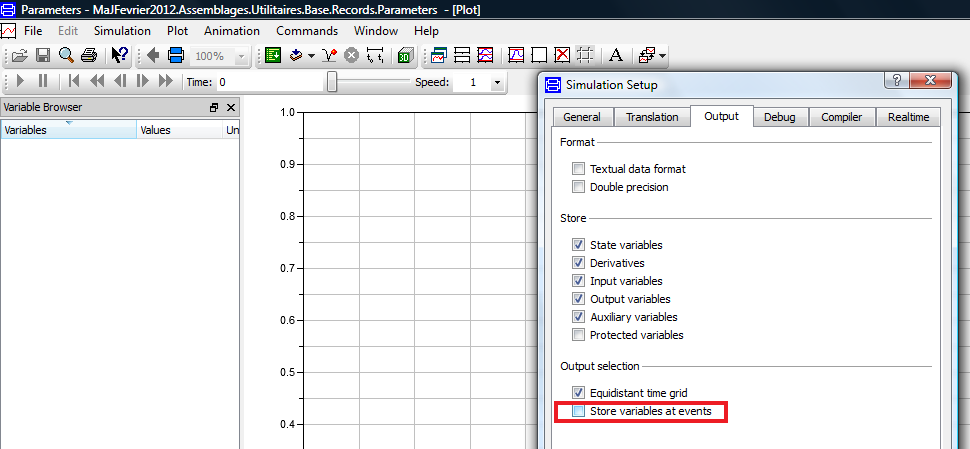 Parameters - MaJFevrier2012.Assemblages.Utilitaires.Base.Records.Parameters - [Plot]
File Edit Simulation Plot Animation Commands Window Help
100% 3D A
Time: 0 Speed: 1
Variable Browser
Variables Values Un
1.0
0.9
0.8
0.7
0.6
0.5
0.4
Simulation Setup
General Translation Output Debug Compiler Realtime
Format
Textual data format
Double precision
Store
State variables
Derivatives
Input variables
Output variables
Auxiliary variables
Protected variables
Output selection
Equidistant time grid
Store variables at events